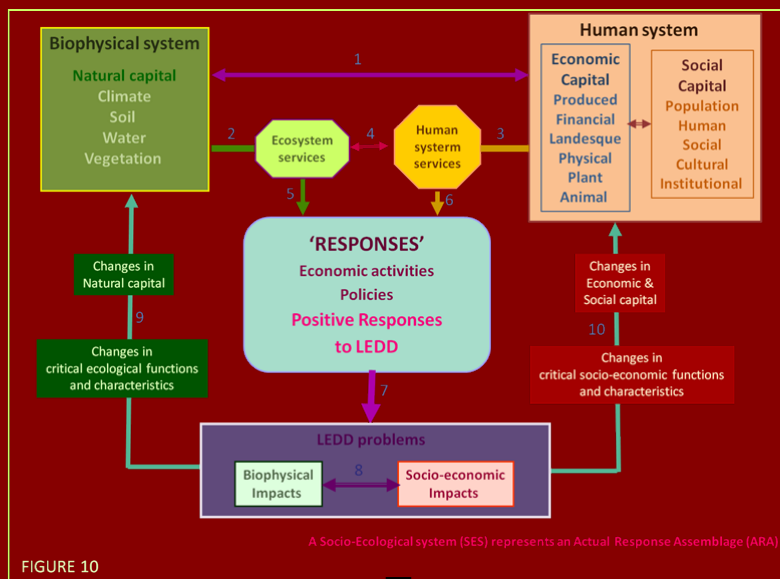 Biophysical system
Natural capital
Climate
Soil
Water
Vegetation
1
Human system
Economic
Capital
Produced
Financial
Landesque
Physical
Plant
Animal
Social
Capital
Population
Human
Social
Cultural
Institutional
2
Ecosystem
services
4
Human
systerm
services
3
5
6
‘RESPONSES’
Economic activities
Policies
Positive Responses
to LEDD
Changes in
Natural capital
9
Changes in
critical ecological functions
and characteristics
Changes in
Economic &
Social capital
10
Changes in
critical socio-economic functions
and characteristics
7
LEDD problems
Biophysical
Impacts
8
Socio-economic
Impacts
A Socio-Ecological system (SES) represents an Actual Response Assemblage (ARA)
FIGURE 10